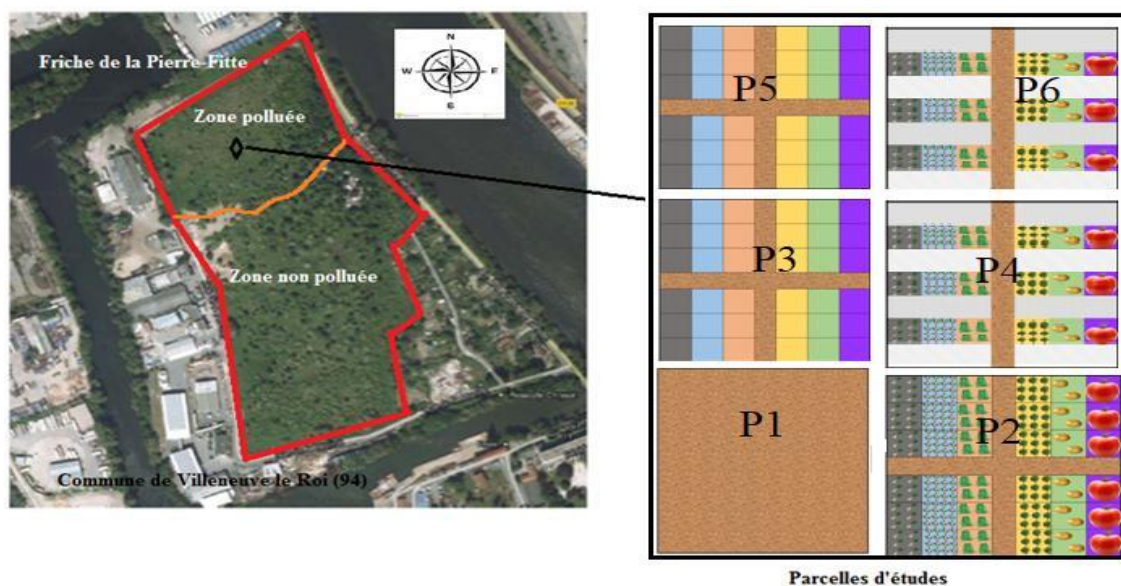 Friche de la Pierre-Fitte
Zone polluée
Zone non polluée
Commune de Villeneuve le Roi (94)
N
W
E
S
P5
P6
P3
P4
P1
P2
Parcelles d'études